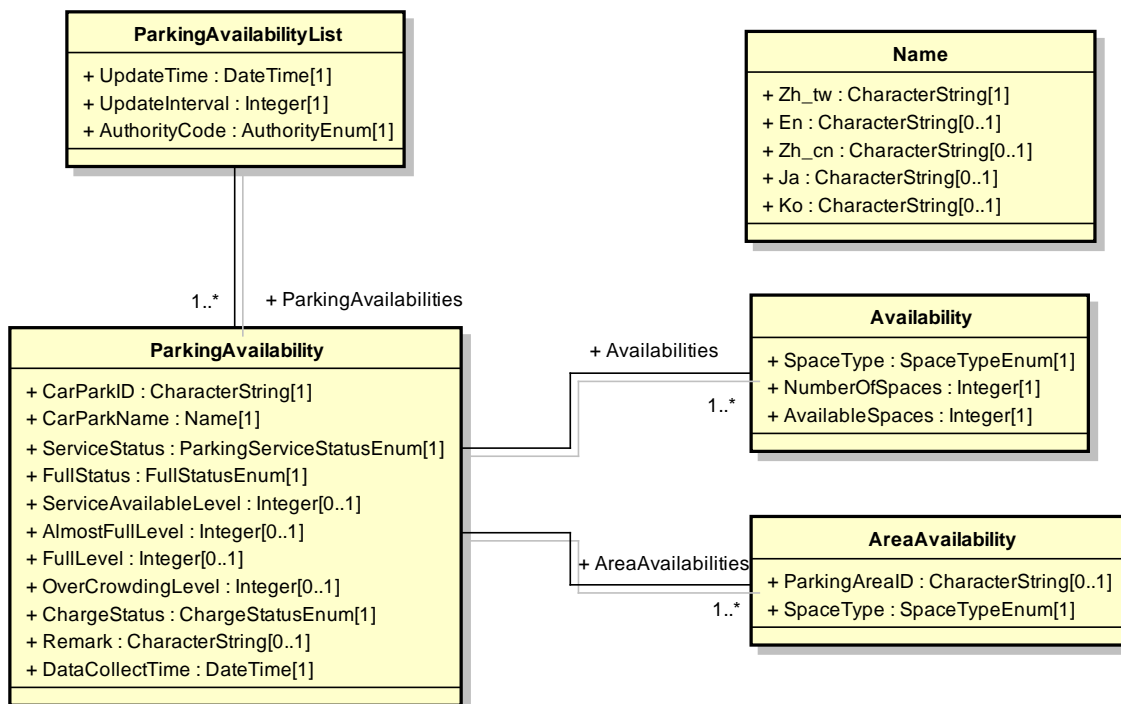 ParkingAvailabilityList
+ UpdateTime : DateTime[1]
+ UpdateInterval : Integer[1]
+ AuthorityCode : AuthorityEnum[1]
Name
+ Zh_tw : CharacterString[1]
+ En : CharacterString[0..1]
+ Zh_cn : CharacterString[0..1]
+ Ja : CharacterString[0..1]
+ Ko : CharacterString[0..1]
1..*
+ ParkingAvailabilities
ParkingAvailability
+ CarParkID : CharacterString[1]
+ CarParkName : Name[1]
+ ServiceStatus : ParkingServiceStatusEnum[1]
+ FullStatus : FullStatusEnum[1]
+ ServiceAvailableLevel : Integer[0..1]
+ AlmostFullLevel : Integer[0..1]
+ FullLevel : Integer[0..1]
+ OverCrowdingLevel : Integer[0..1]
+ ChargeStatus : ChargeStatusEnum[1]
+ Remark : CharacterString[0..1]
+ DataCollectTime : DateTime[1]
+ Availabilities
1..*
Availability
+ SpaceType : SpaceTypeEnum[1]
+ NumberOfSpaces : Integer[1]
+ AvailableSpaces : Integer[1]
+ AreaAvailabilities
1..*
AreaAvailability
+ ParkingAreaID : CharacterString[0..1]
+ SpaceType : SpaceTypeEnum[1]